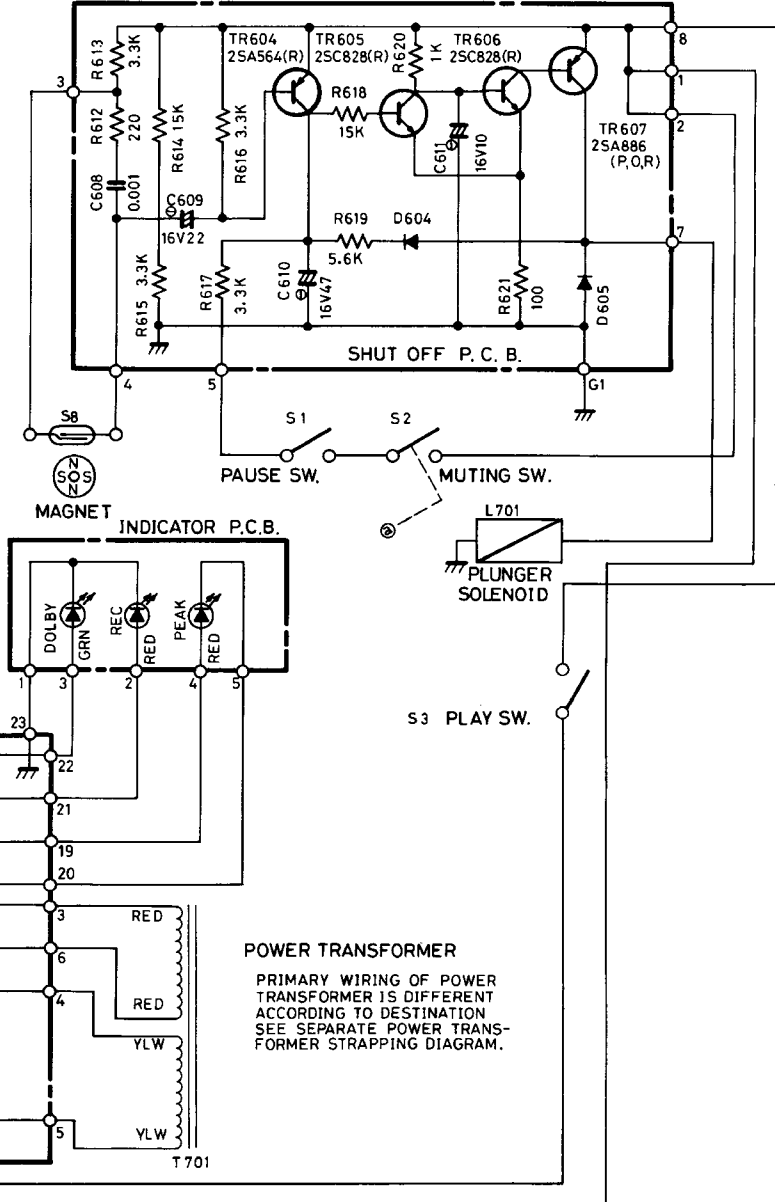 TR604
2SA564(R)
TR605
2SC828(R)
R620
1K
TR606
2SC828(R)
8
R613
3.3K
3
1
R618
15K
2
R612
220
R614 15K
R616 3.3K
C611
16V10
TR607
2SA886
(P,Q,R)
C608
0.001
C609
16V22
R619
5.6K
D604
7
R615 3.3K
R617
3.3K
C610
16V47
R621
100
D605
SHUT OFF P.C.B.
4
5
G1
S8
S1
S2
N
SOS
N
MAGNET
PAUSE SW.
MUTING SW.
a
L701
PLUNGER
SOLENOID
INDICATOR P.C.B.
DOLBY
GRN
REC
RED
PEAK
RED
1
3
2
4
5
S3 PLAY SW.
23
22
21
19
20
3
RED
6
RED
4
YLW
5
YLW
T701
POWER TRANSFORMER
PRIMARY WIRING OF POWER
TRANSFORMER IS DIFFERENT
ACCORDING TO DESTINATION
SEE SEPARATE POWER TRANS-
FORMER STRAPPING DIAGRAM.